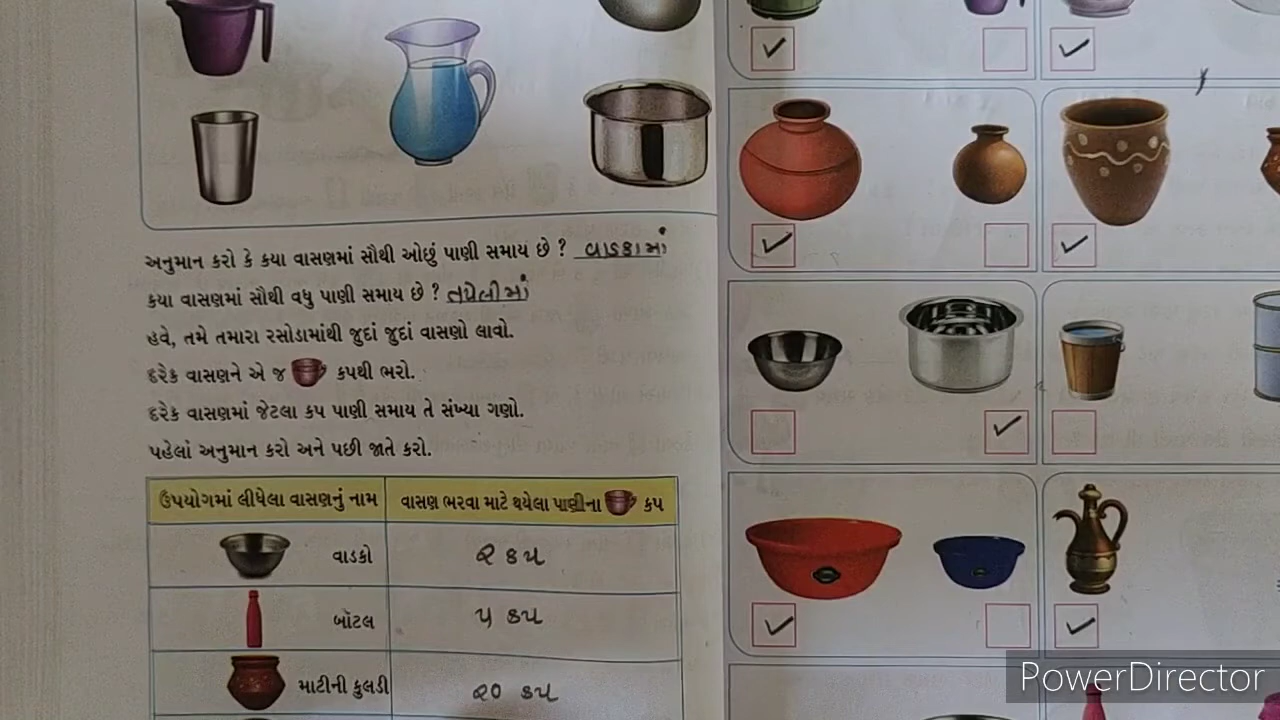 અનુમાન કરો કે કયા વાસણમાં સૌથી ઓછું પાણી સમાય છે ? વાડકામાં
કયા વાસણમાં સૌથી વધુ પાણી સમાય છે ? તપેલીમાં
હવે, તમે તમારા રસોડામાંથી જુદાં જુદાં વાસણો લાવો.
દરેક વાસણને એ જ કપથી ભરો.
દરેક વાસણમાં જેટલા કપ પાણી સમાય તે સંખ્યા ગણો.
પહેલાં અનુમાન કરો અને પછી જાતે કરો.
ઉપયોગમાં લીધેલા વાસણનું નામ વાસણ ભરવા માટે થયેલા પાણીના કપ
વાડકો ૨ કપ
બૉટલ ૫ કપ
માટીની કુલડી ૨૦ કપ
PowerDirector